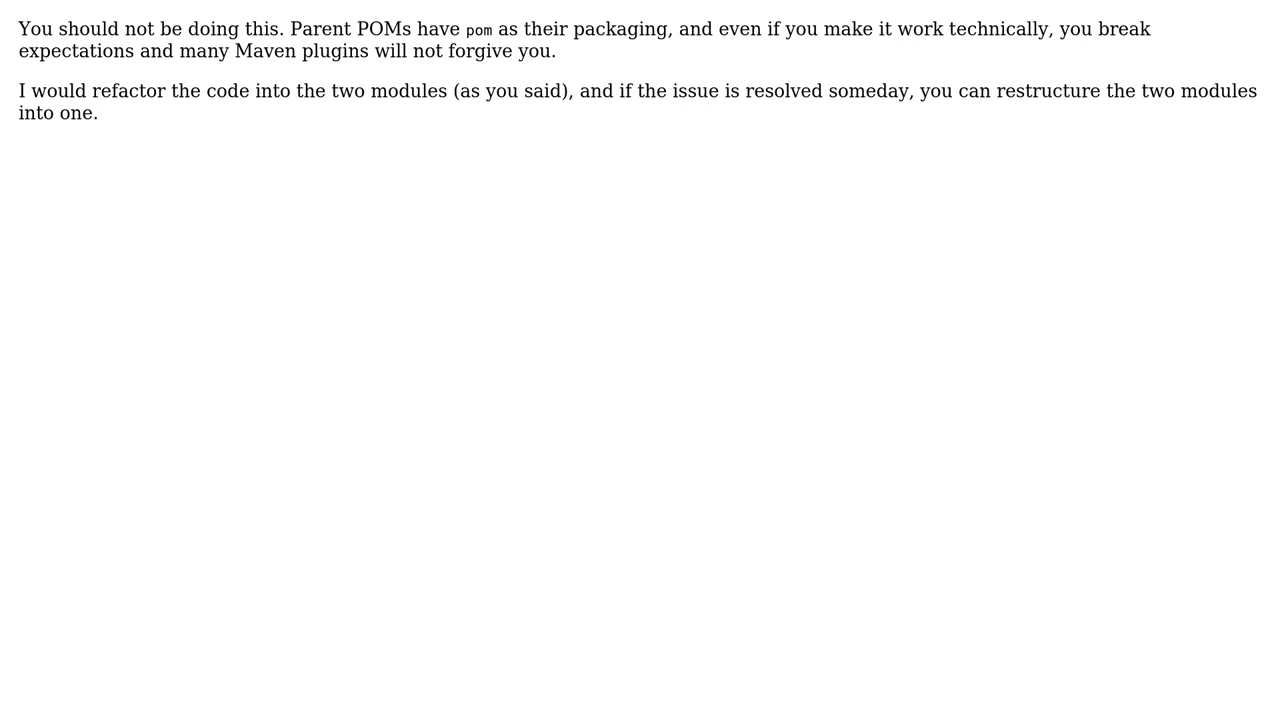 You should not be doing this. Parent POMs have pom as their packaging, and even if you make it work technically, you break
expectations and many Maven plugins will not forgive you.
I would refactor the code into the two modules (as you said), and if the issue is resolved someday, you can restructure the two modules
into one.